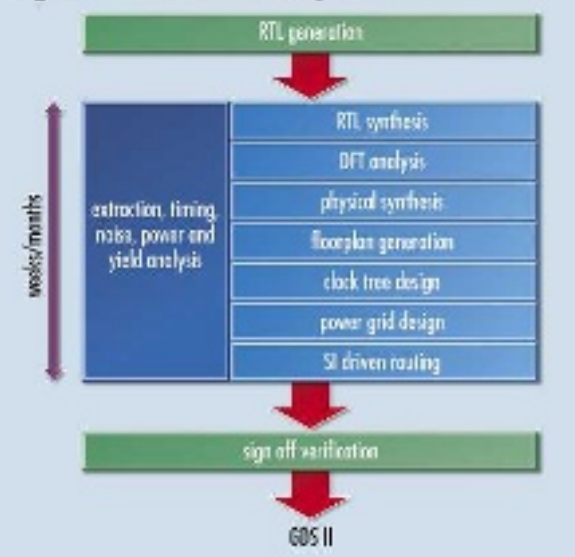 RTL generation
weeks/months
extraction, timing,
noise, power and
yield analysis
RTL synthesis
DFT analysis
physical synthesis
floorplan generation
clock tree design
power grid design
SI driven routing
sign off verification
GDS II